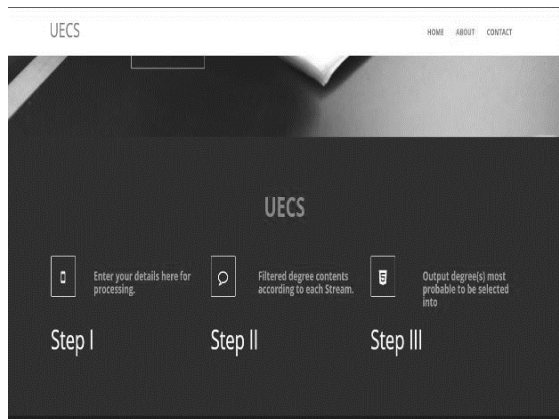 UECS
HOME ABOUT CONTACT
UECS
Enter your details here for
processing.
Step I
Filtered degree contents
according to each Stream.
Step II
Output degree(s) most
probable to be selected
into
Step III